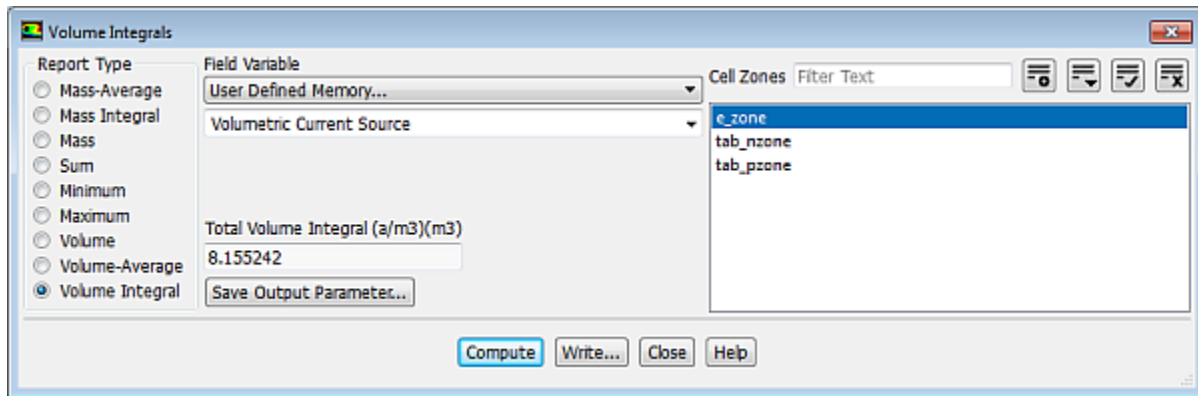 Volume Integrals
Report Type
Mass-Average
Mass Integral
Mass
Sum
Minimum
Maximum
Volume
Volume-Average
Volume Integral
Field Variable
User Defined Memory...
Volumetric Current Source
Total Volume Integral (a/m3)(m3)
8.155242
Save Output Parameter...
Cell Zones Filter Text
e_zone
tab_nzone
tab_pzone
Compute Write... Close Help